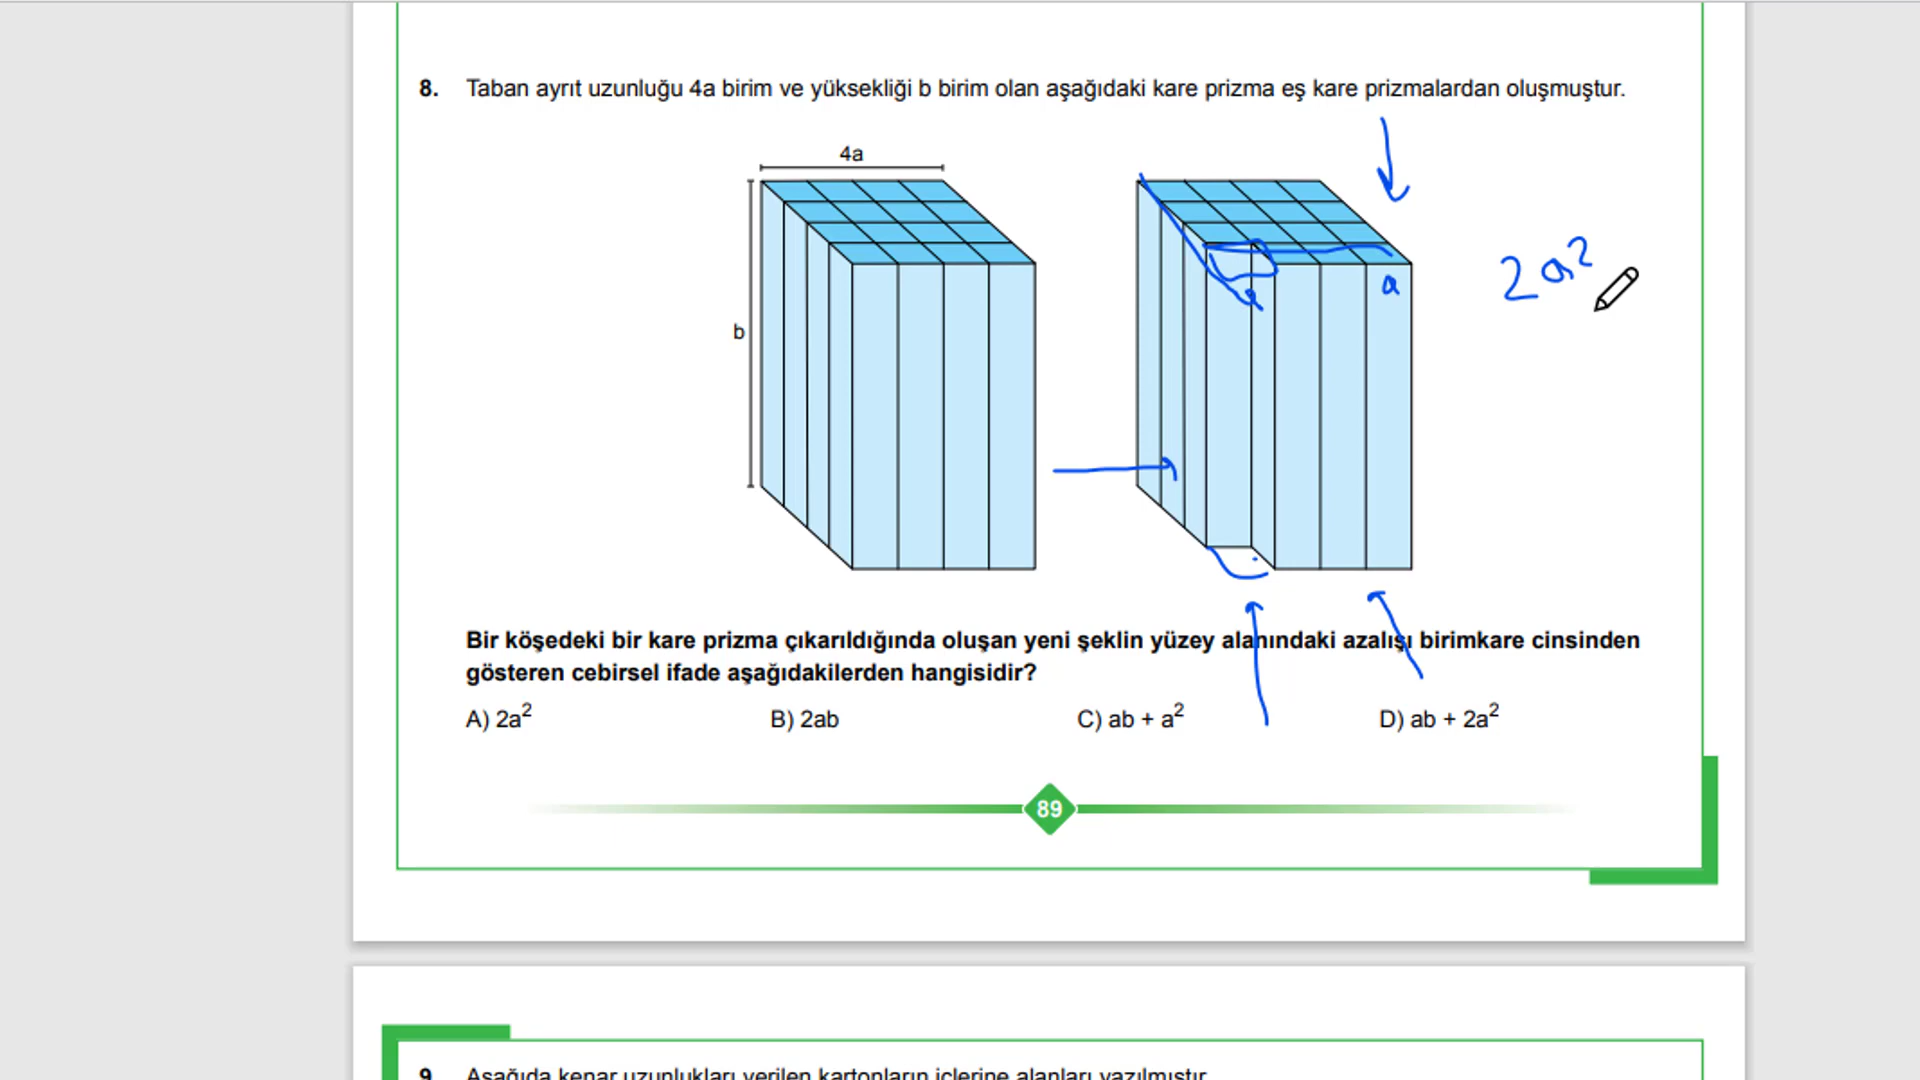 8. Taban ayrıt uzunluğu 4a birim ve yüksekliği b birim olan aşağıdaki kare prizma eş kare prizmalardan oluşmuştur.
4a
b
a
a
2a²
Bir köşedeki bir kare prizma çıkarıldığında oluşan yeni şeklin yüzey alanındaki azalışı birimkare cinsinden
gösteren cebirsel ifade aşağıdakilerden hangisidir?
A) 2a² B) 2ab C) ab + a² D) ab + 2a²
89
9. Aşağıda kenar uzunlukları verilen kartonların içlerine alanları yazılmıştır.